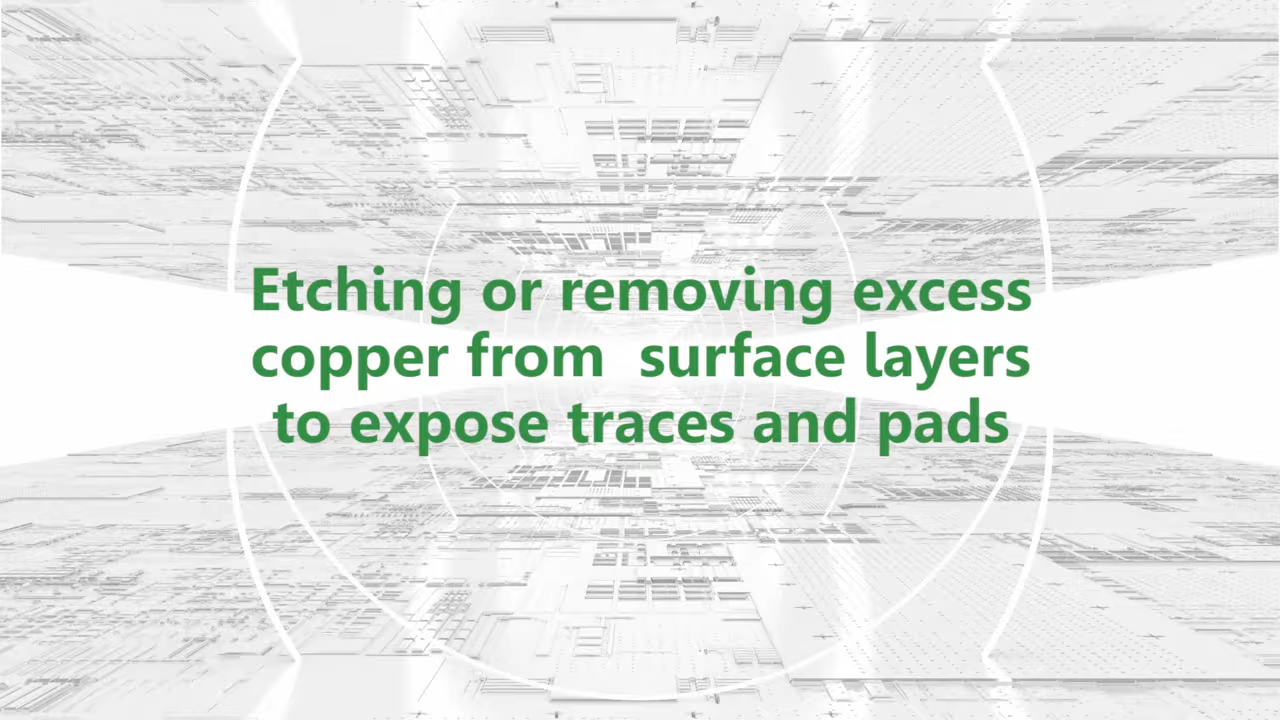 Etching or removing excess
copper from  surface layers
to expose traces and pads